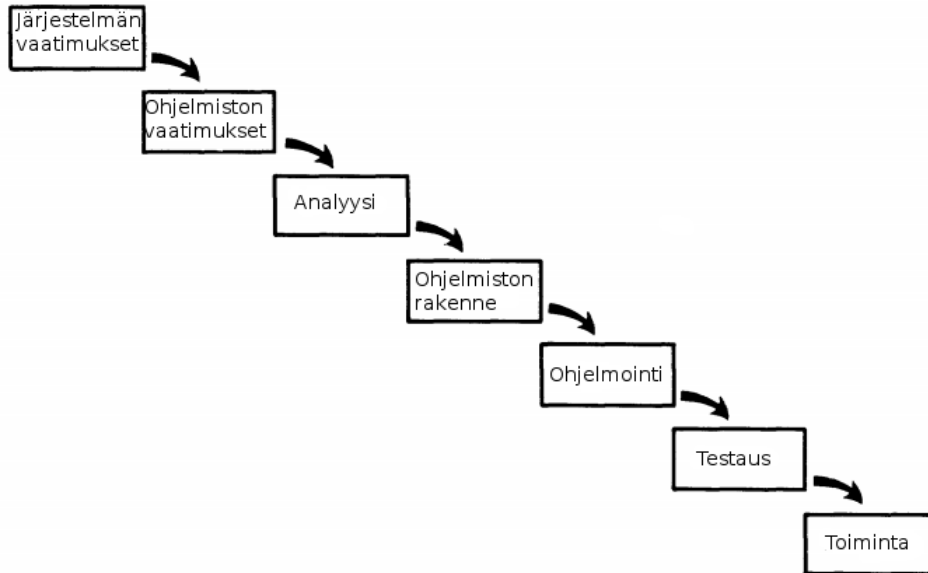 Järjestelmän
vaatimukset
Ohjelmiston
vaatimukset
Analyysi
Ohjelmiston
rakenne
Ohjelmointi
Testaus
Toiminta